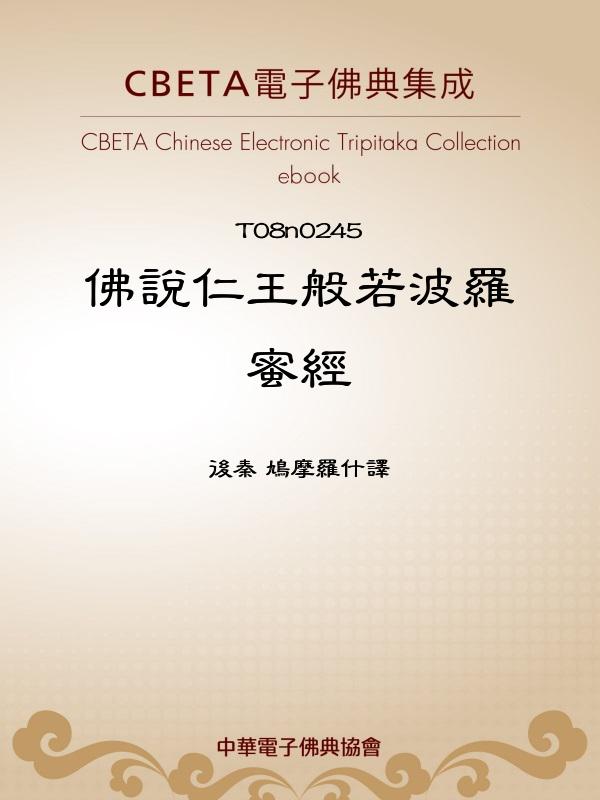 CBETA電子佛典集成
CBETA Chinese Electronic Tripitaka Collection
ebook
T08n0245
佛說仁王般若波羅
蜜經
後秦 鳩摩羅什譯
中華電子佛典協會